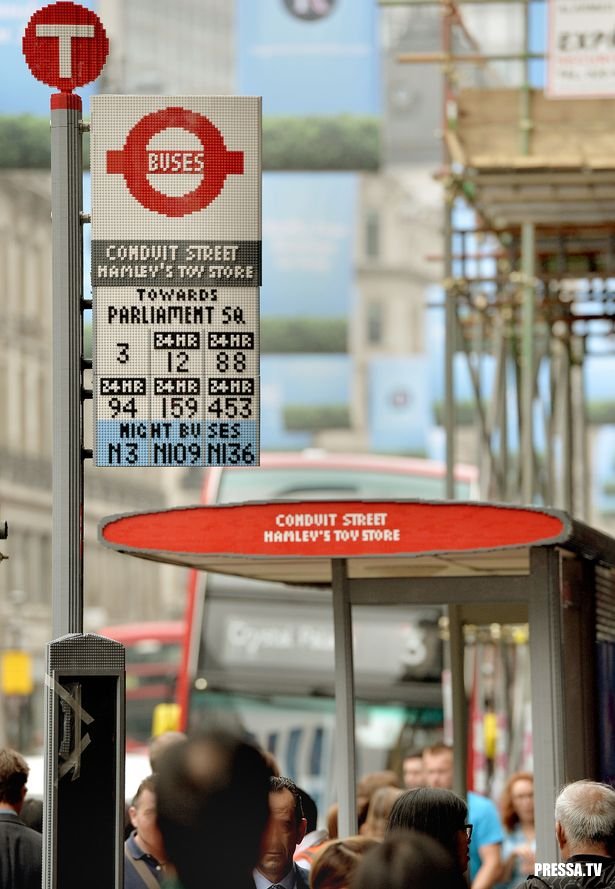 T
BUSES
CONDUIT STREET
HAMLEY'S TOY STORE
TOWARDS
PARLIAMENT SQ.
24HR 24HR
3 12 88
24HR 24HR 24HR
94 159 453
NIGHT BUSES
N3 N109 N136
CONDUIT STREET
HAMLEY'S TOY STORE
3
PRESSA.TV